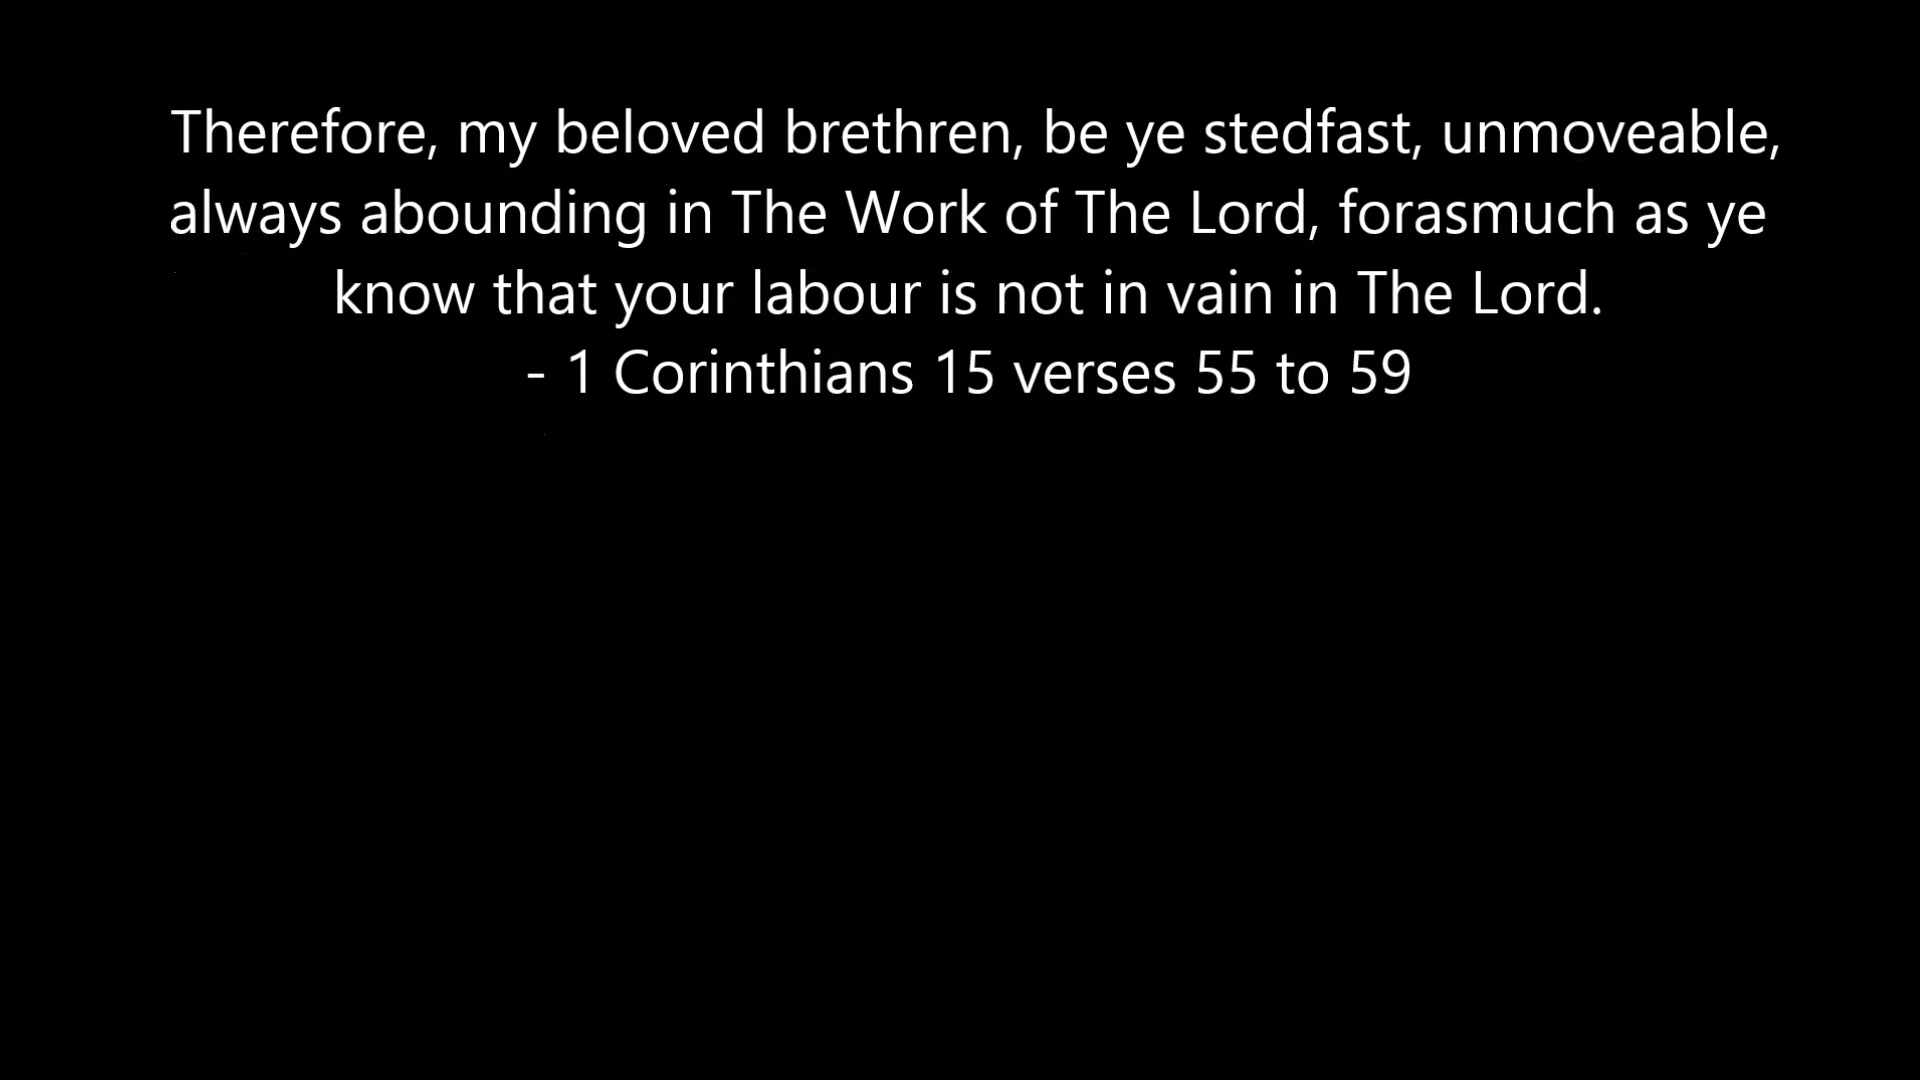 Therefore, my beloved brethren, be ye stedfast, unmoveable,
always abounding in The Work of The Lord, forasmuch as ye
know that your labour is not in vain in The Lord.
- 1 Corinthians 15 verses 55 to 59